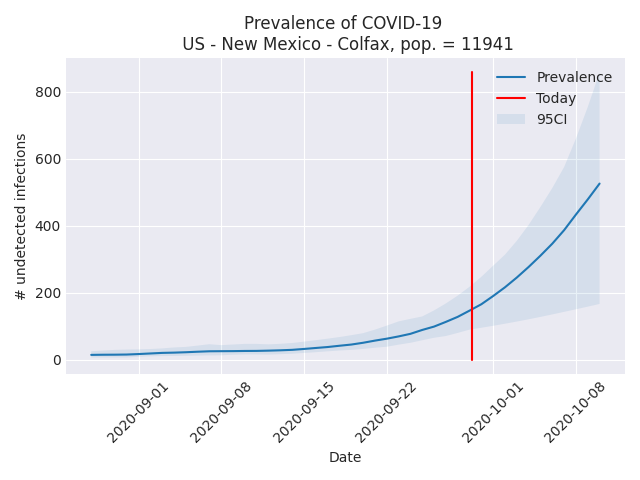 Prevalence of COVID-19
US - New Mexico - Colfax, pop. = 11941
Prevalence
Today
95CI
800
600
400
200
0
# undetected infections
2020-09-01
2020-09-08
2020-09-15
2020-09-22
2020-10-01
2020-10-08
Date